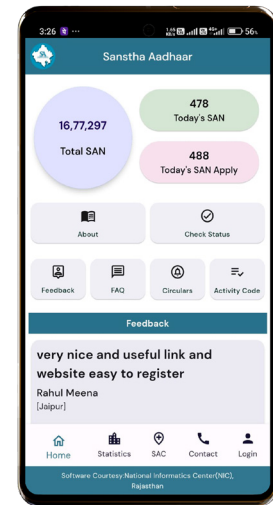 3:26
56%
Sanstha Aadhaar
16,77,297
Total SAN
478
Today's SAN
488
Today's SAN Apply
About
Check Status
Feedback
FAQ
Circulars
Activity Code
Feedback
very nice and useful link and
website easy to register
Rahul Meena
[Jaipur]
Home
Statistics
SAC
Contact
Login
Software Courtesy:National Informatics Center(NIC),
Rajasthan